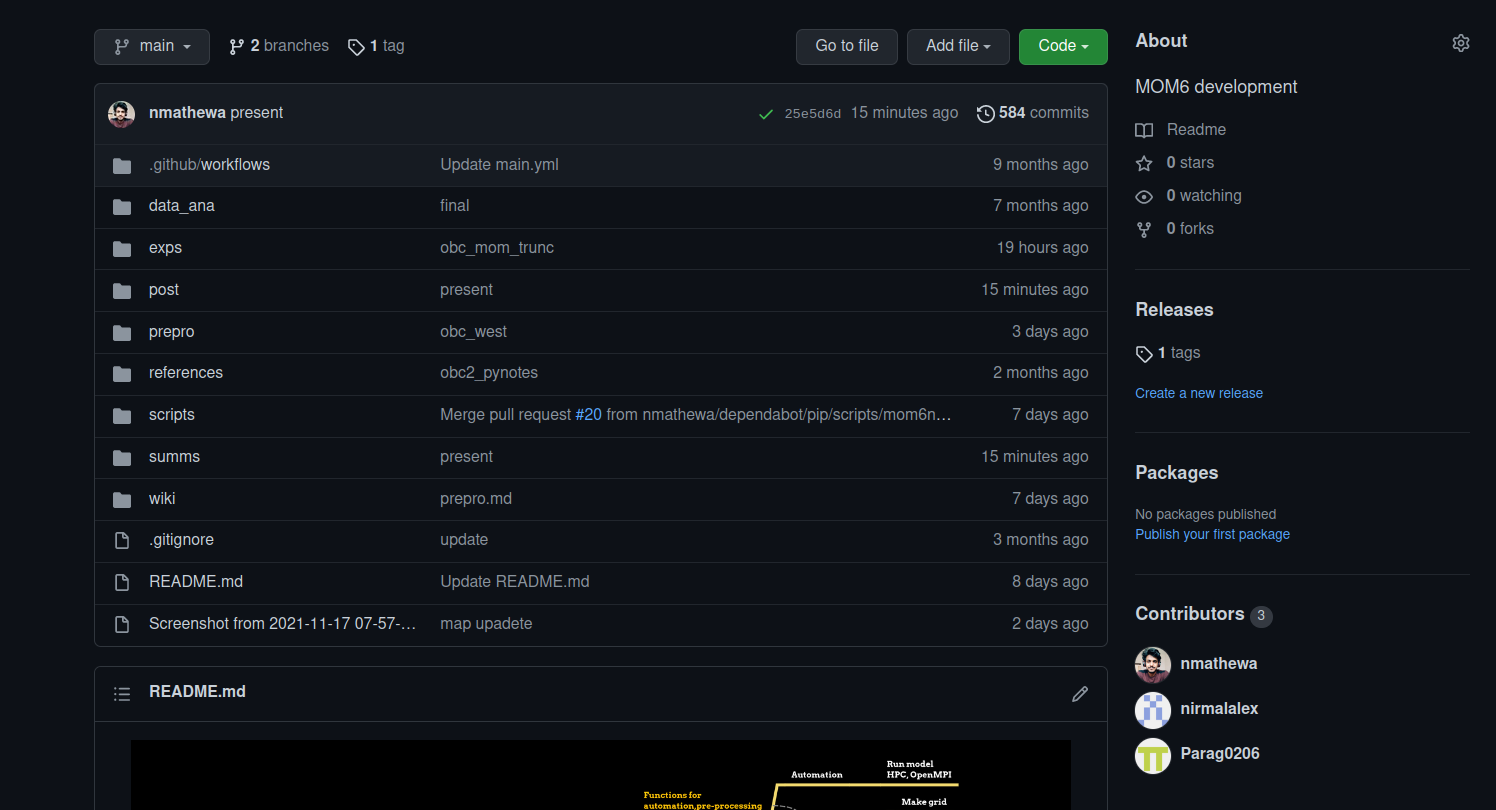 main
2 branches
1 tag
Go to file
Add file
Code
nmathewa present
25e5d6d 15 minutes ago
584 commits
.github/workflows Update main.yml 9 months ago
data_ana final 7 months ago
exps obc_mom_trunc 19 hours ago
post present 15 minutes ago
prepro obc_west 3 days ago
references obc2_pynotes 2 months ago
scripts Merge pull request #20 from nmathewa/dependabot/pip/scripts/mom6n… 7 days ago
summs present 15 minutes ago
wiki prepro.md 7 days ago
.gitignore update 3 months ago
README.md Update README.md 8 days ago
Screenshot from 2021-11-17 07-57-… map upadete 2 days ago
README.md
Automation
Run model
HPC, OpenMPI
Functions for
automation,pre-processing
Make grid
About
MOM6 development
Readme
0 stars
0 watching
0 forks
Releases
1 tags
Create a new release
Packages
No packages published
Publish your first package
Contributors 3
nmathewa
nirmalalex
Parag0206